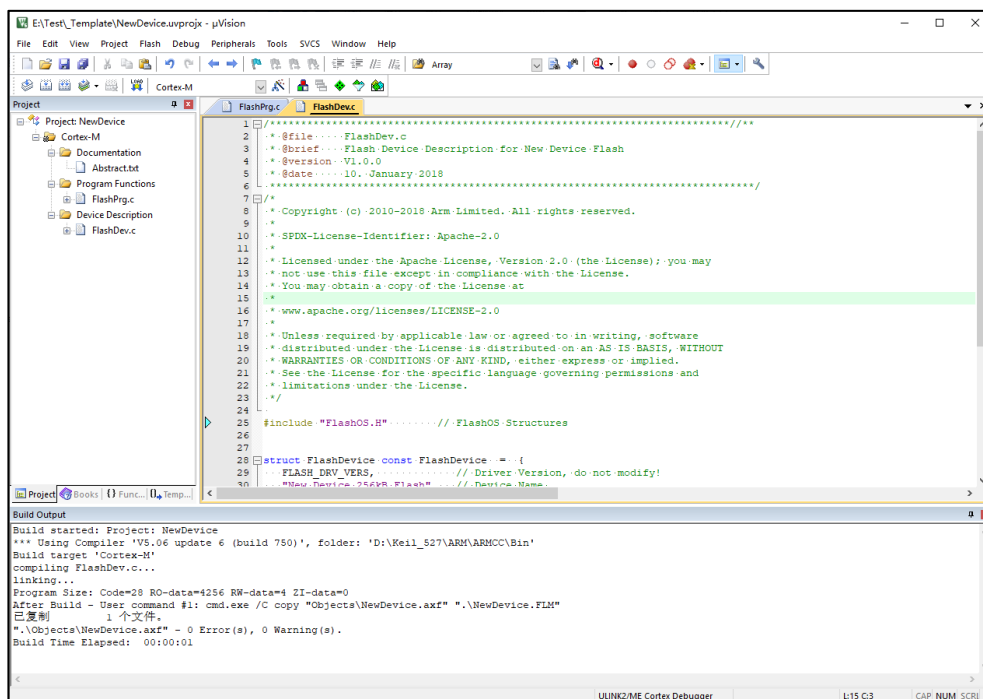 E:\Test\_Template\NewDevice.uvprojx - µVision
File Edit View Project Flash Debug Peripherals Tools SVCS Window Help
Array
Cortex-M
Project
FlashPrg.c FlashDev.c
Project: NewDevice
Cortex-M
Documentation
Abstract.txt
Program Functions
FlashPrg.c
Device Description
FlashDev.c
1 /**************************************************************************//**
2 * @file FlashDev.c
3 * @brief Flash Device Description for New Device Flash
4 * @version V1.0.0
5 * @date 10. January 2018
6 ******************************************************************************/
7 /*
8 * Copyright (c) 2010-2018 Arm Limited. All rights reserved.
9 *
10 * SPDX-License-Identifier: Apache-2.0
11 *
12 * Licensed under the Apache License, Version 2.0 (the License); you may
13 * not use this file except in compliance with the License.
14 * You may obtain a copy of the License at
15 *
16 * www.apache.org/licenses/LICENSE-2.0
17 *
18 * Unless required by applicable law or agreed to in writing, software
19 * distributed under the License is distributed on an AS IS BASIS, WITHOUT
20 * WARRANTIES OR CONDITIONS OF ANY KIND, either express or implied.
21 * See the License for the specific language governing permissions and
22 * limitations under the License.
23 */
24
25 #include "FlashOS.H" // FlashOS Structures
26
27
28 struct FlashDevice const FlashDevice = {
29 FLASH_DRV_VERS, // Driver Version, do not modify!
30 "New Device 256kB Flash" // Device Name
Project Books {} Func... Temp...
Build Output
Build started: Project: NewDevice
*** Using Compiler 'V5.06 update 6 (build 750)', folder: 'D:\Keil_527\ARM\ARMCC\Bin'
Build target 'Cortex-M'
compiling FlashDev.c...
linking...
Program Size: Code=28 RO-data=4256 RW-data=4 ZI-data=0
After Build - User command #1: cmd.exe /C copy "Objects\NewDevice.axf" ".\NewDevice.FLM"
已复制 1 个文件。
".\Objects\NewDevice.axf" - 0 Error(s), 0 Warning(s).
Build Time Elapsed: 00:00:01
ULINK2/ME Cortex Debugger L:15 C:3 CAP NUM SCRL